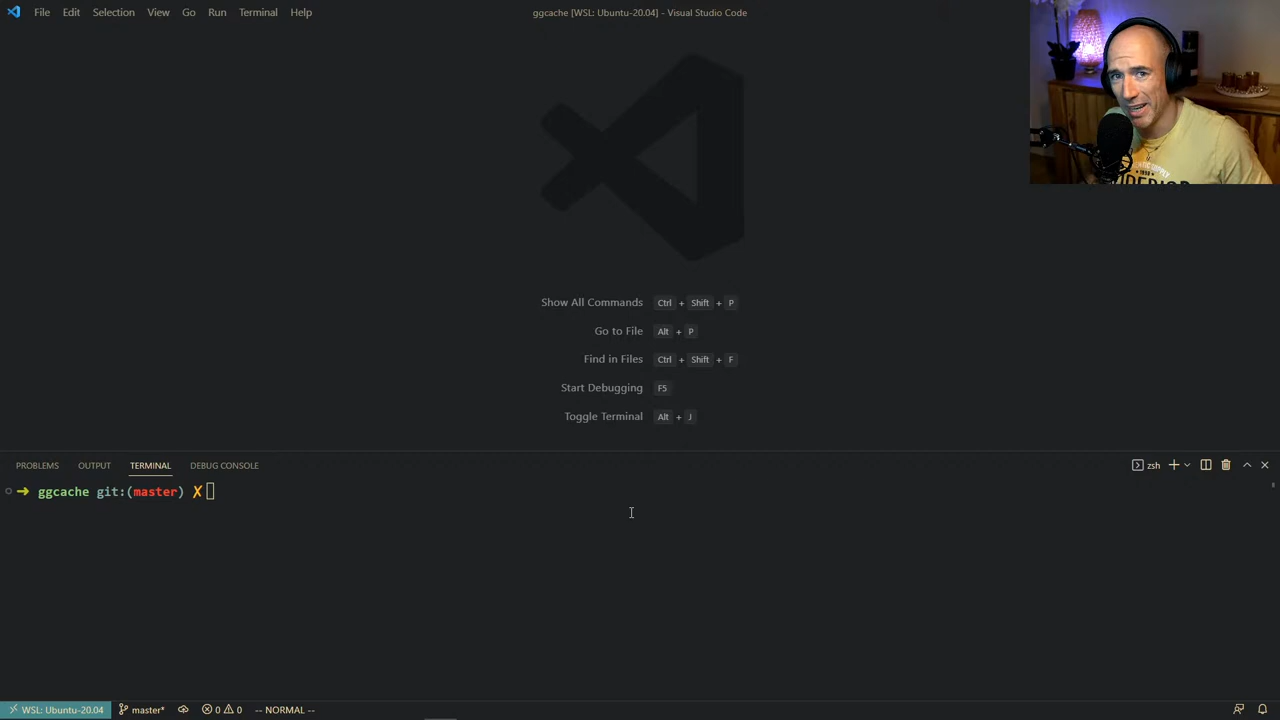 File Edit Selection View Go Run Terminal Help
ggcache [WSL: Ubuntu-20.04] - Visual Studio Code
1998
Show All Commands Ctrl + Shift + P
Go to File Alt + P
Find in Files Ctrl + Shift + F
Start Debugging F5
Toggle Terminal Alt + J
PROBLEMS OUTPUT TERMINAL DEBUG CONSOLE
zsh
➜ ggcache git:(master) ✗
WSL: Ubuntu-20.04 master* 0 0 -- NORMAL --